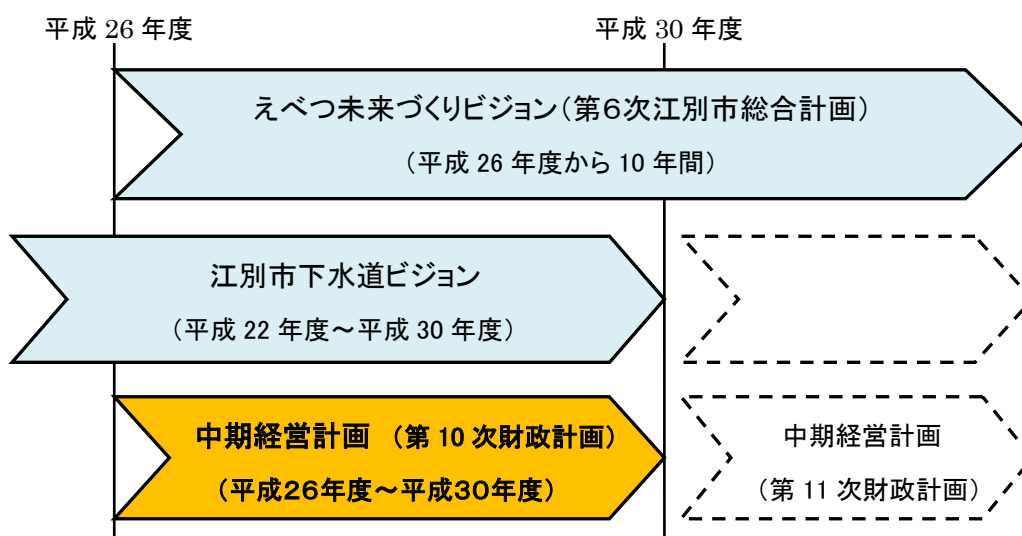 平成 26 年度
平成 30 年度
えべつ未来づくりビジョン(第6次江別市総合計画)
(平成 26 年度から 10 年間)
江別市下水道ビジョン
(平成 22 年度～平成 30 年度)
中期経営計画 (第 10 次財政計画)
(平成26年度～平成30年度)
中期経営計画
(第 11 次財政計画)